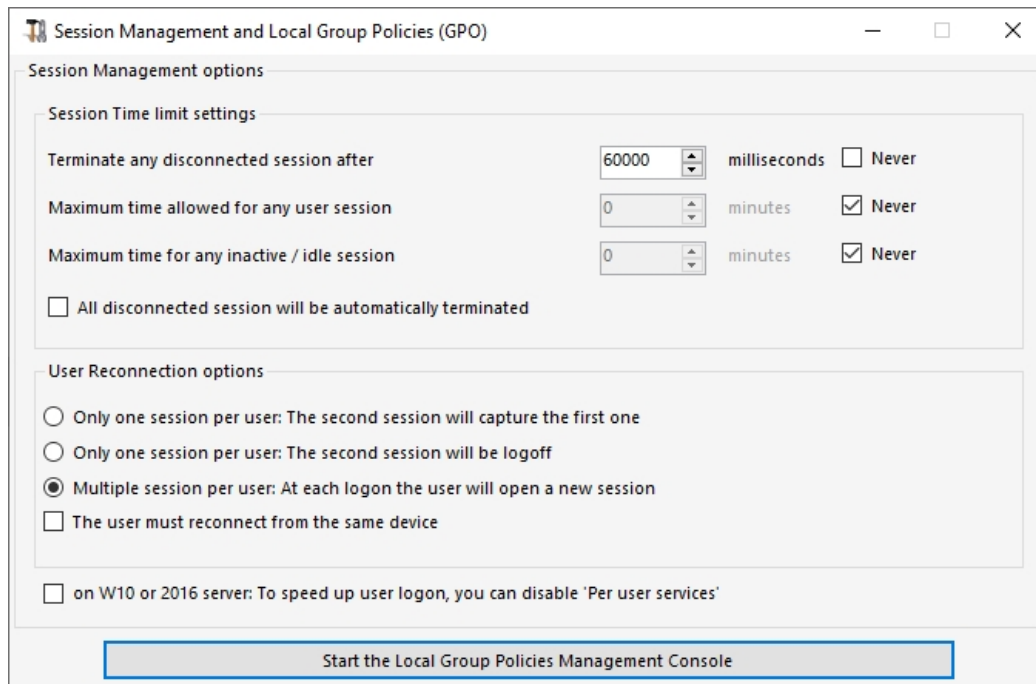 Session Management and Local Group Policies (GPO)
Session Management options
Session Time limit settings
Terminate any disconnected session after 60000 milliseconds Never
Maximum time allowed for any user session 0 minutes Never
Maximum time for any inactive / idle session 0 minutes Never
All disconnected session will be automatically terminated
User Reconnection options
Only one session per user: The second session will capture the first one
Only one session per user: The second session will be logoff
Multiple session per user: At each logon the user will open a new session
The user must reconnect from the same device
on W10 or 2016 server: To speed up user logon, you can disable 'Per user services'
Start the Local Group Policies Management Console